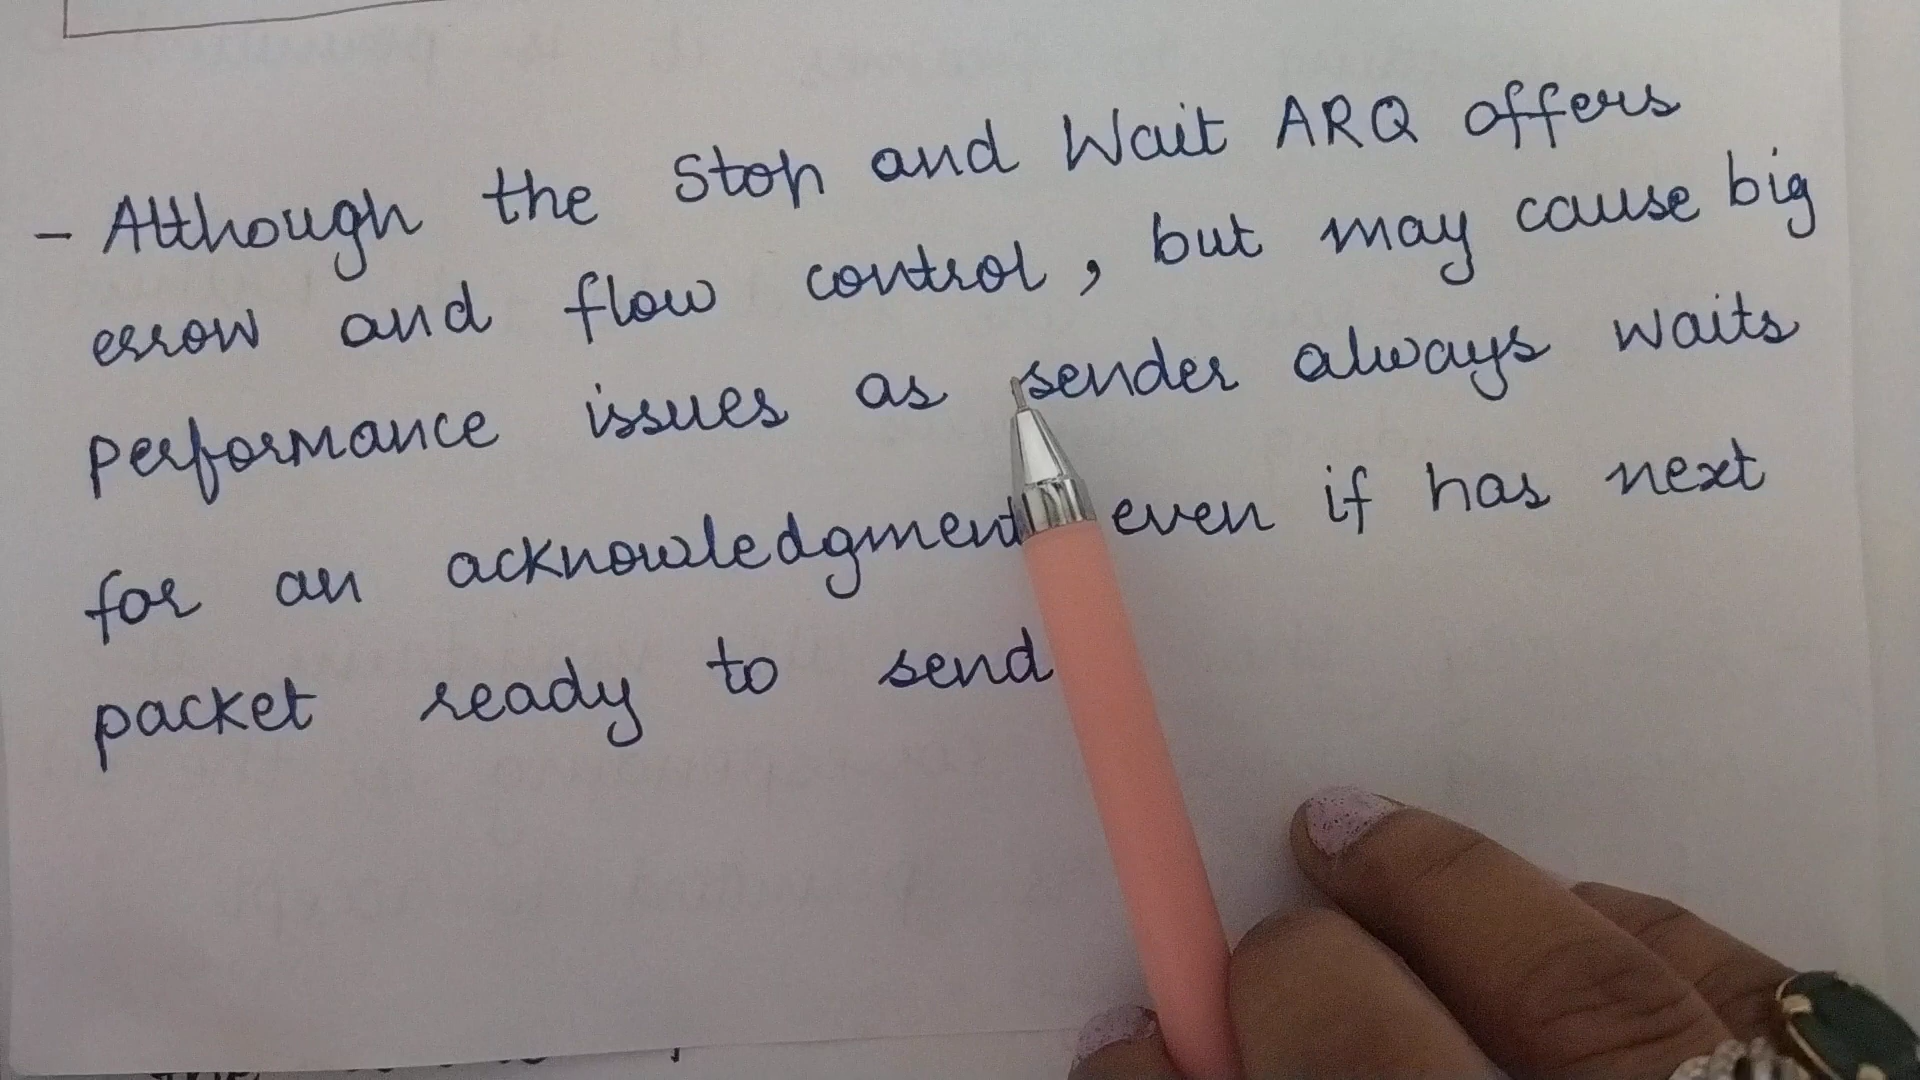 - Although the Stop and Wait ARQ offers
error and flow control, but may cause big
performance issues as sender always waits
for an acknowledgment even if has next
packet ready to send